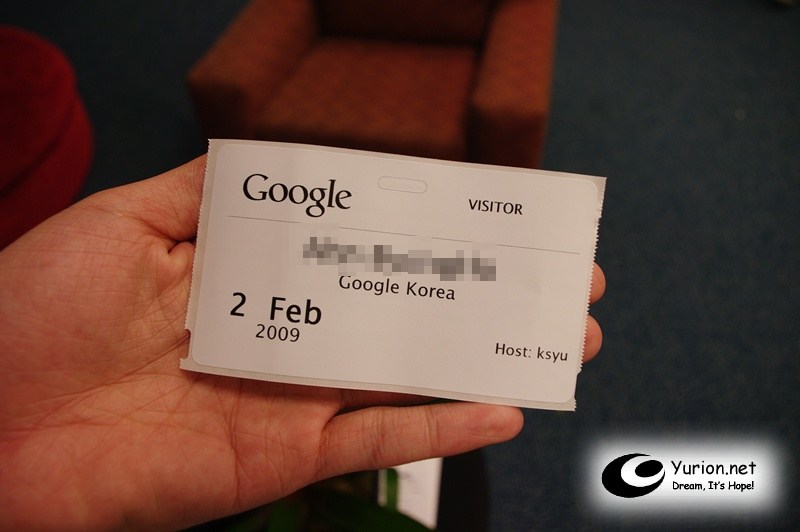 Google
VISITOR
Google Korea
2 Feb
2009
Host: ksyu
Yurion.net
Dream, It's Hope!